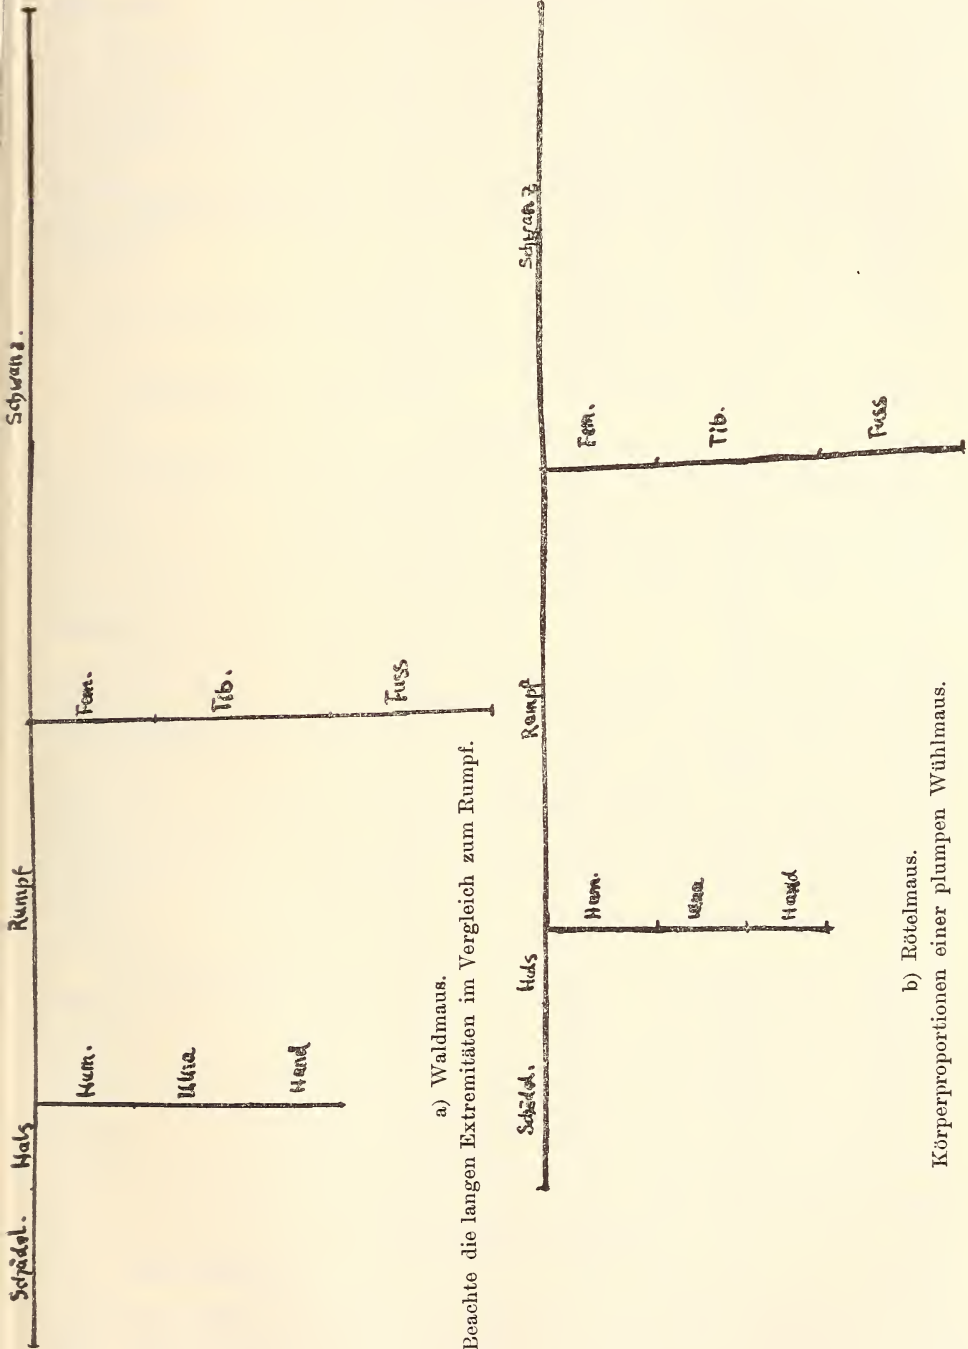 Schädel. Hals Rumpf Schwanz.
Hum. Fem.
Ulna Tib.
Hand Fuss
a) Waldmaus.
Beachte die langen Extremitäten im Vergleich zum Rumpf.
Schädel. Hals Rumpf Schwanz
Hum. Fem.
Ulna Tib.
Hand Fuss
b) Rötelmaus.
Körperproportionen einer plumpen Wühlmaus.